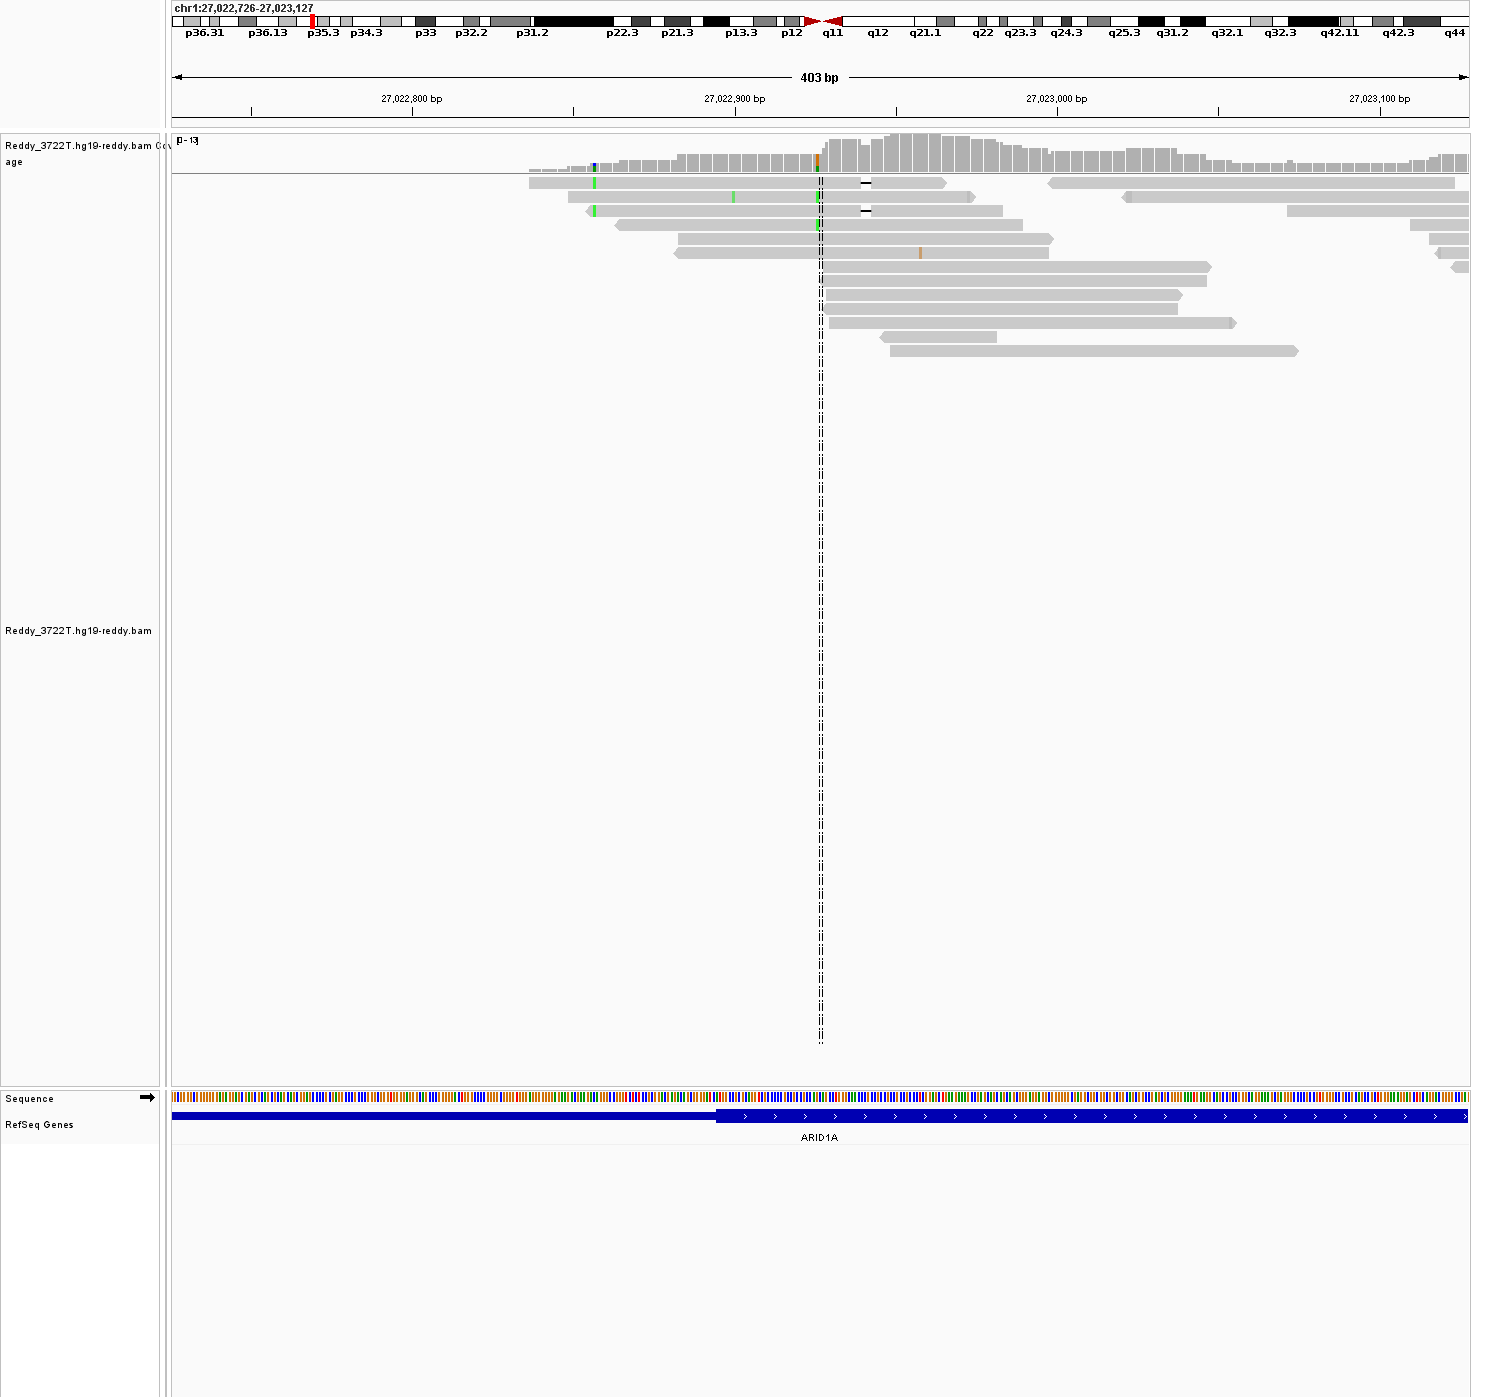 chr1:27,022,726-27,023,127
p36.31 p36.13 p35.3 p34.3 p33 p32.2 p31.2 p22.3 p21.3 p13.3 p12 q11 q12 q21.1 q22 q23.3 q24.3 q25.3 q31.2 q32.1 q32.3 q42.11 q42.3 q44
403 bp
27,022,800 bp 27,022,900 bp 27,023,000 bp 27,023,100 bp
Reddy_3722T.hg19-reddy.bam Cov
age
[0 - 13]
Reddy_3722T.hg19-reddy.bam
Sequence
RefSeq Genes
ARID1A